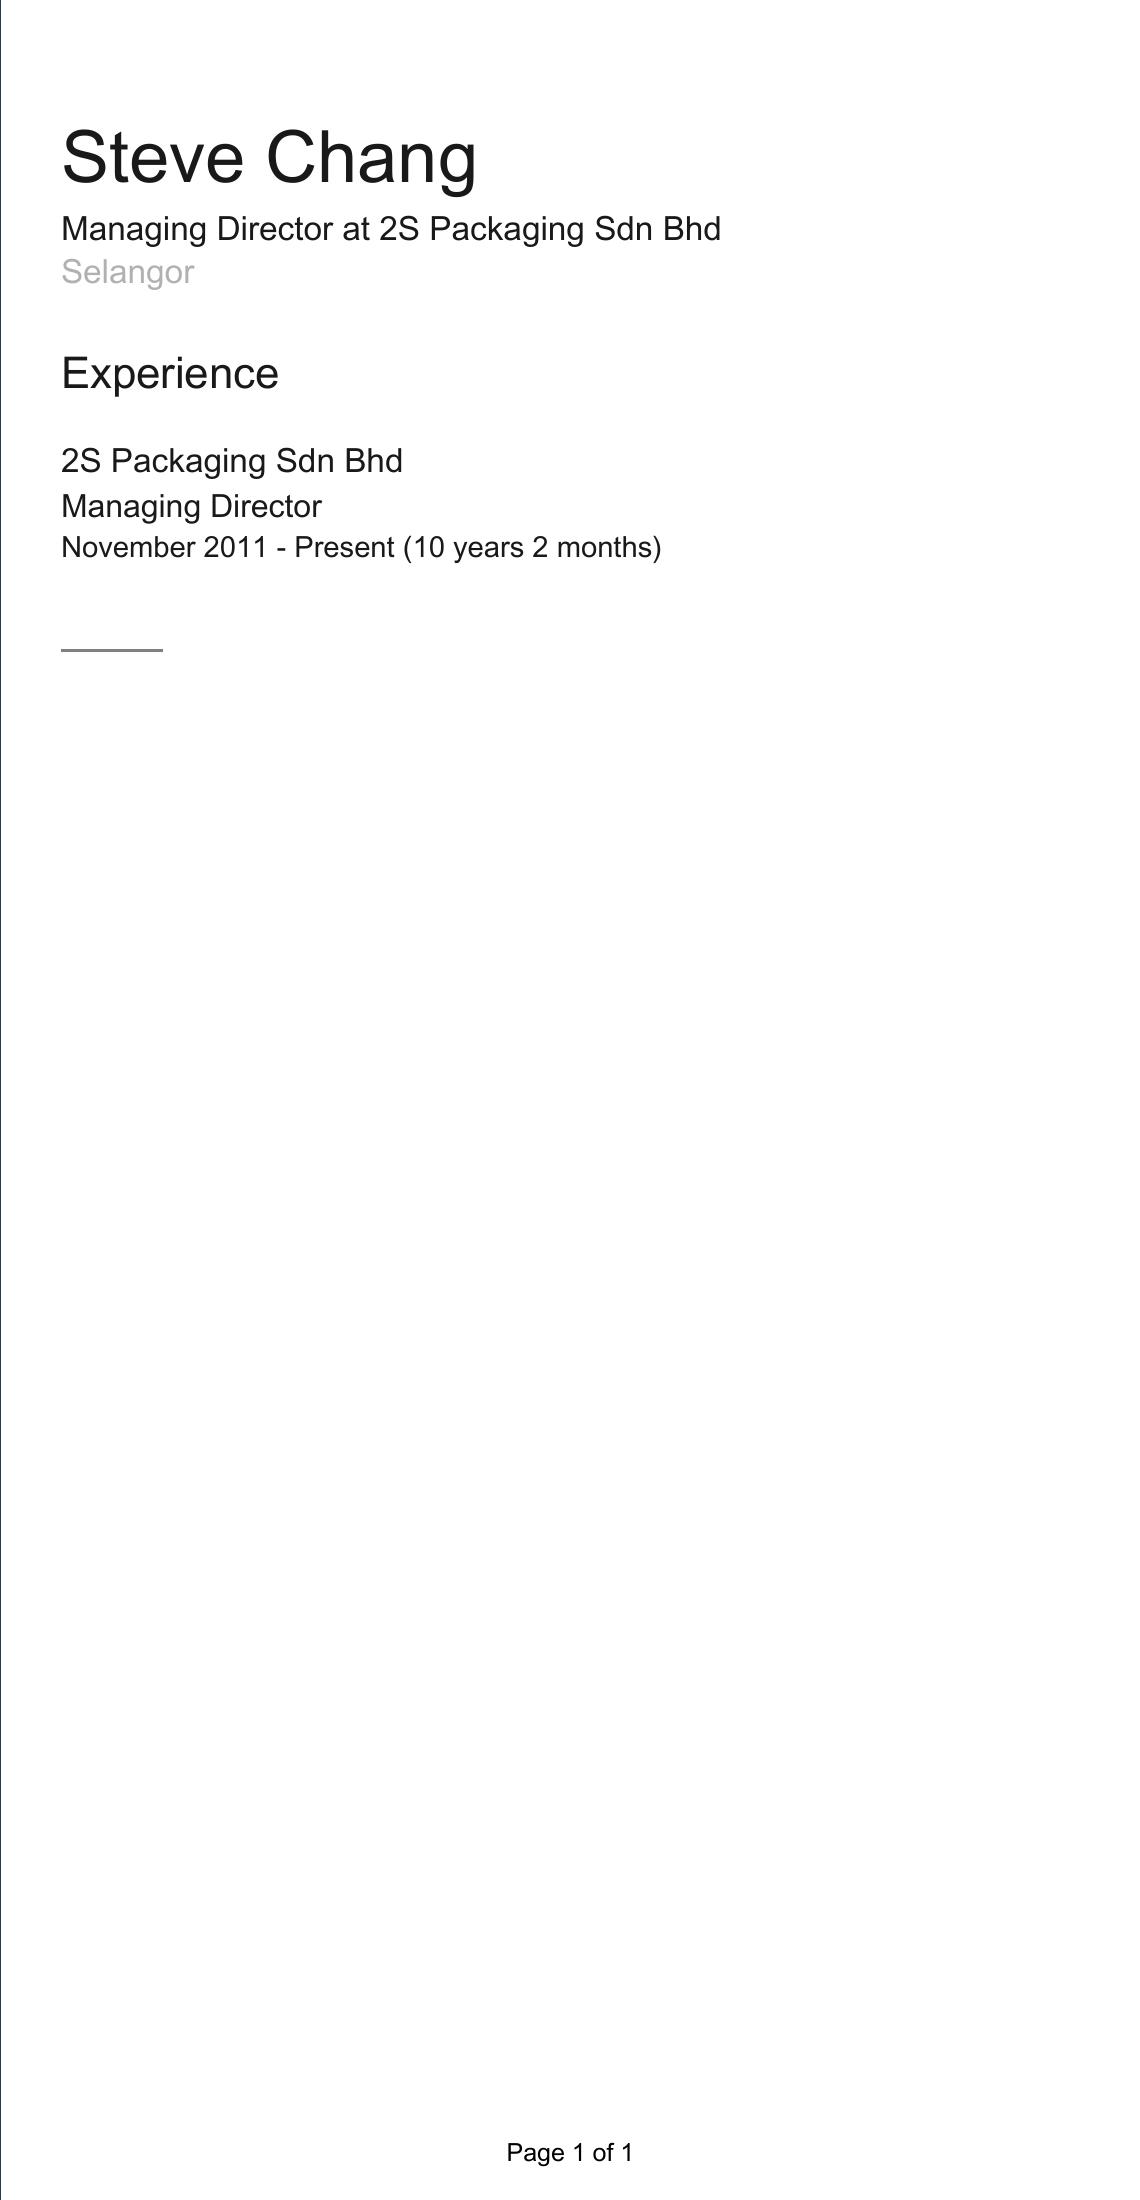 Steve Chang
Managing Director at 2S Packaging Sdn Bhd
Selangor
Experience
2S Packaging Sdn Bhd
Managing Director
November 2011 - Present (10 years 2 months)
Page 1 of 1